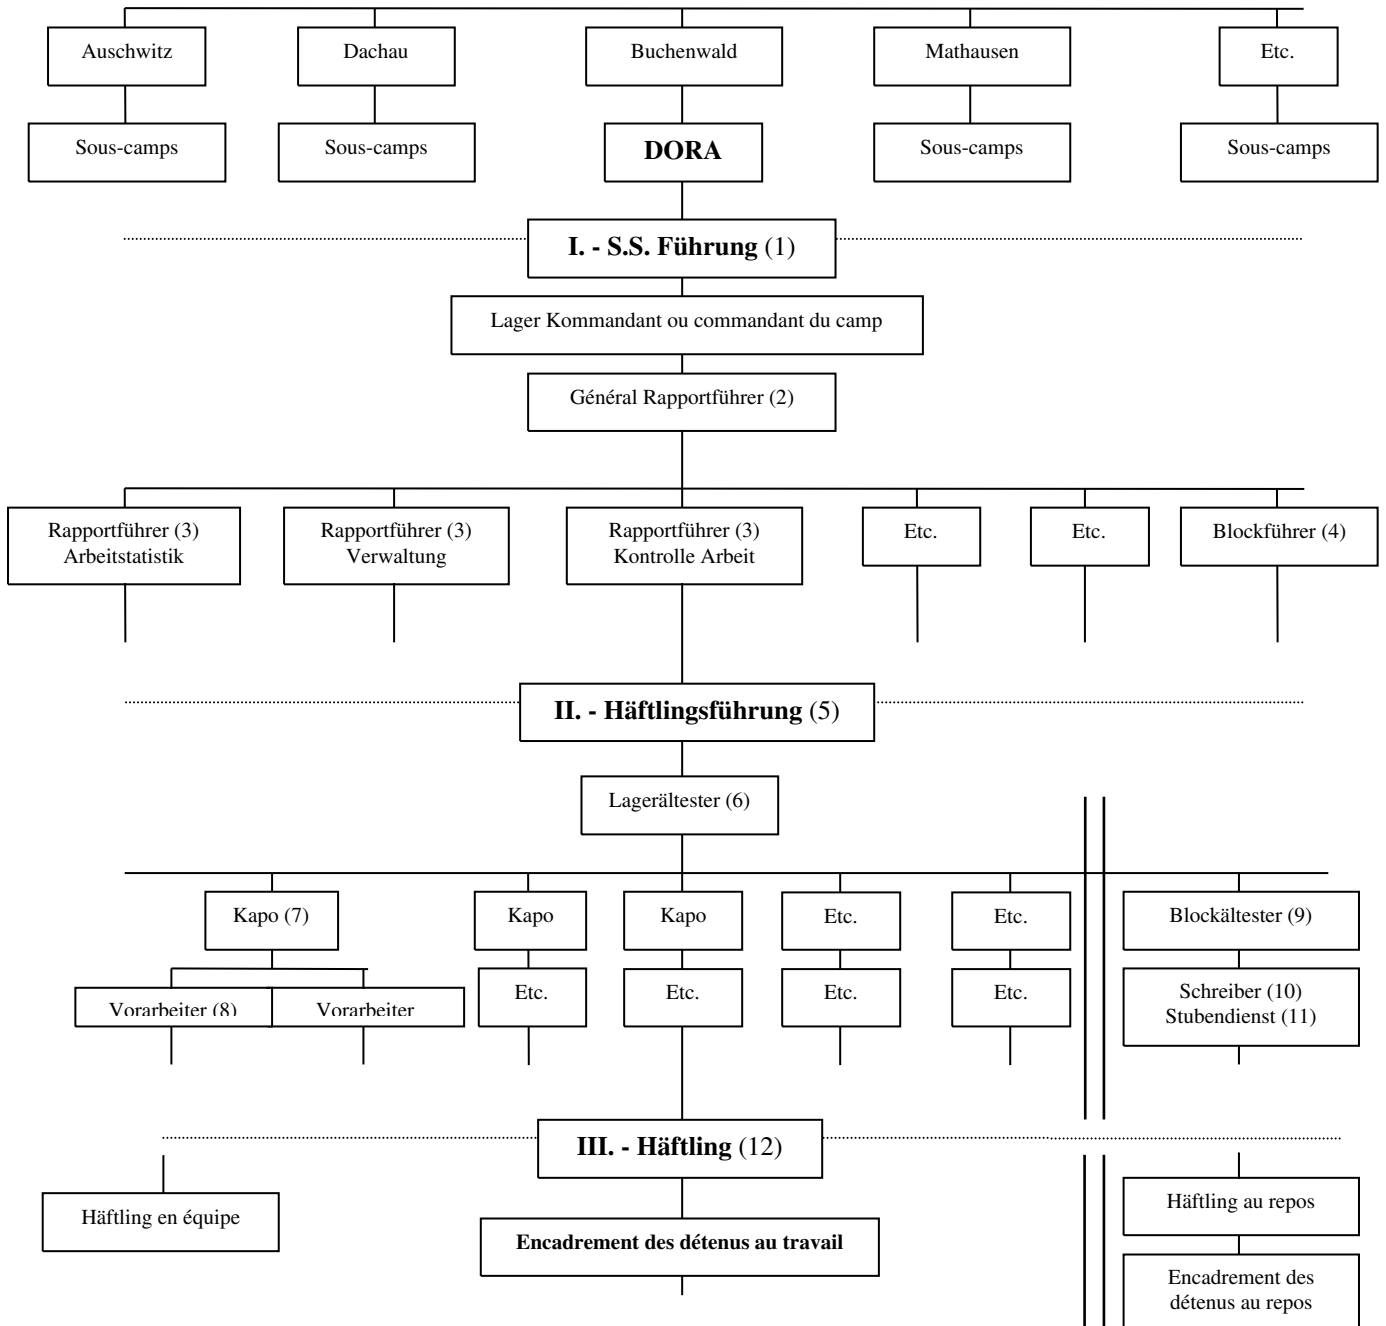 Auschwitz
Dachau
Buchenwald
Mathausen
Etc.
Sous-camps
Sous-camps
DORA
Sous-camps
Sous-camps
I. - S.S. Führung (1)
Lager Kommandant ou commandant du camp
Général Rapportführer (2)
Rapportführer (3)
Arbeitstatistik
Rapportführer (3)
Verwaltung
Rapportführer (3)
Kontrolle Arbeit
Etc.
Etc.
Blockführer (4)
II. - Häftlingsführung (5)
Lagerältester (6)
Kapo (7)
Kapo
Kapo
Etc.
Etc.
Blockältester (9)
Vorarbeiter (8)
Vorarbeiter
Etc.
Etc.
Etc.
Etc.
Schreiber (10)
Stubendienst (11)
III. - Häftling (12)
Häftling en équipe
Encadrement des détenus au travail
Häftling au repos
Encadrement des
détenus au repos